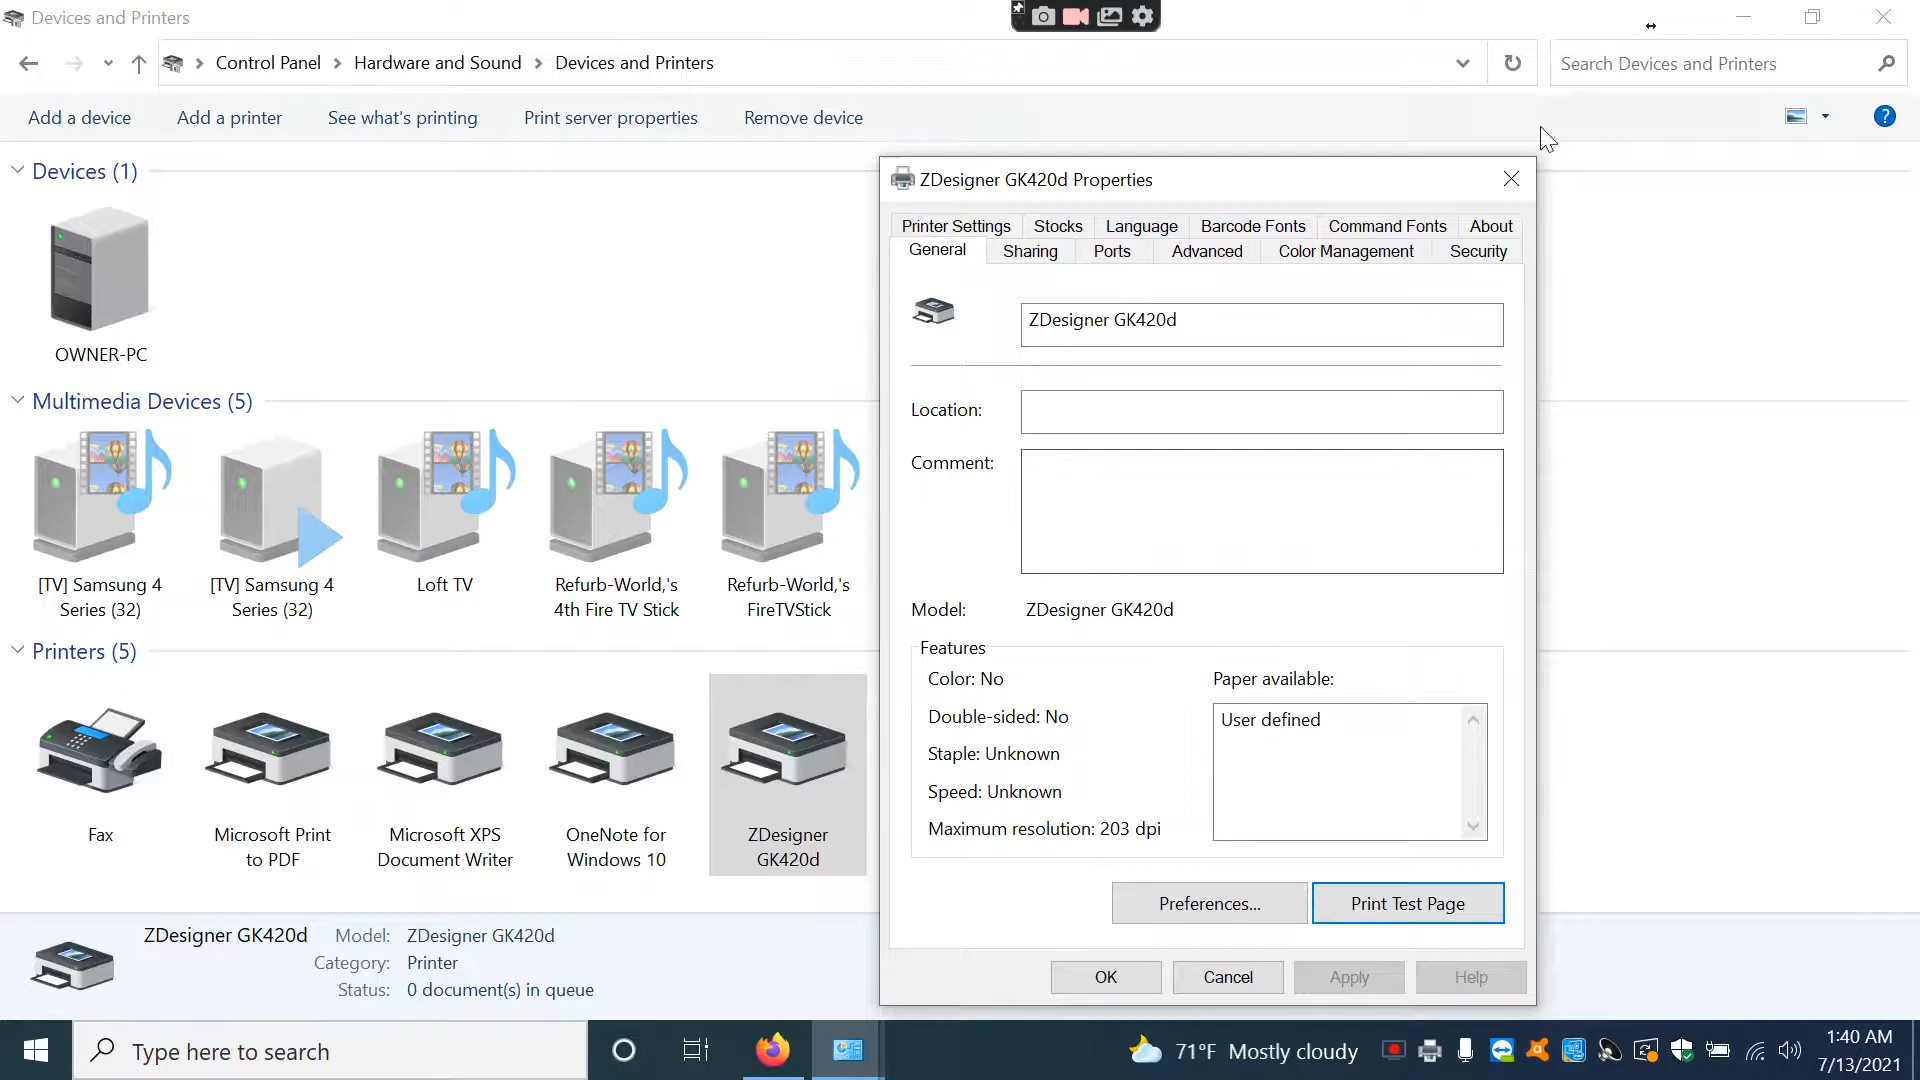 Devices and Printers
Control Panel > Hardware and Sound > Devices and Printers
Search Devices and Printers
Add a device Add a printer See what's printing Print server properties Remove device
?
Devices (1)
OWNER-PC
Multimedia Devices (5)
[TV] Samsung 4
Series (32)
[TV] Samsung 4
Series (32)
Loft TV
Refurb-World,'s
4th Fire TV Stick
Refurb-World,'s
FireTVStick
Printers (5)
Fax
Microsoft Print
to PDF
Microsoft XPS
Document Writer
OneNote for
Windows 10
ZDesigner
GK420d
ZDesigner GK420d
Model: ZDesigner GK420d
Category: Printer
Status: 0 document(s) in queue
ZDesigner GK420d Properties
Printer Settings Stocks Language Barcode Fonts Command Fonts About
General Sharing Ports Advanced Color Management Security
ZDesigner GK420d
Location:
Comment:
Model: ZDesigner GK420d
Features
Color: No
Double-sided: No
Staple: Unknown
Speed: Unknown
Maximum resolution: 203 dpi
Paper available:
User defined
Preferences... Print Test Page
OK Cancel Apply Help
Type here to search
71°F Mostly cloudy
1:40 AM
7/13/2021